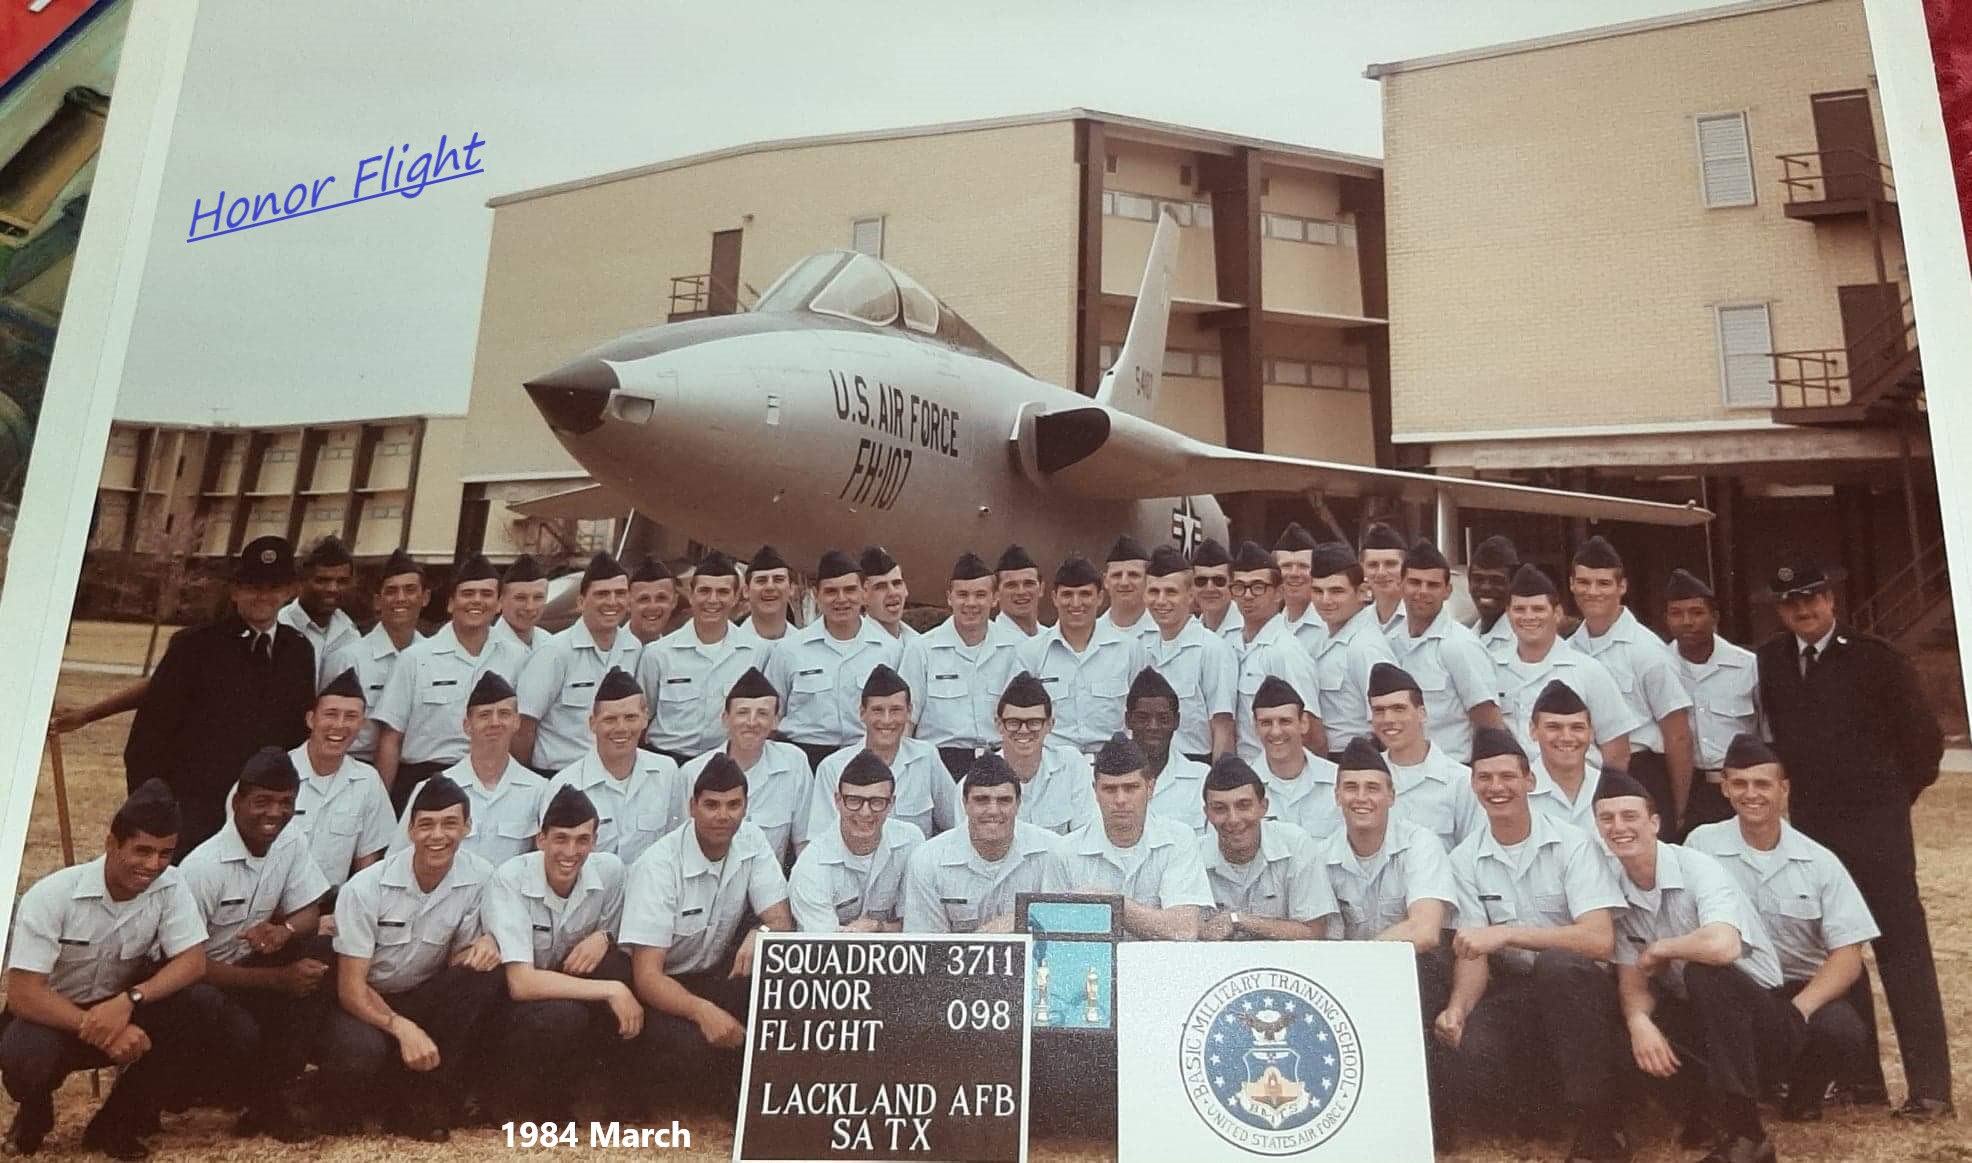 Honor Flight
U.S. AIR FORCE
FH-107
54107
SQUADRON 3711
HONOR 098
FLIGHT
LACKLAND AFB
SA TX
BASIC MILITARY TRAINING SCHOOL
UNITED STATES AIR FORCE
1984 March